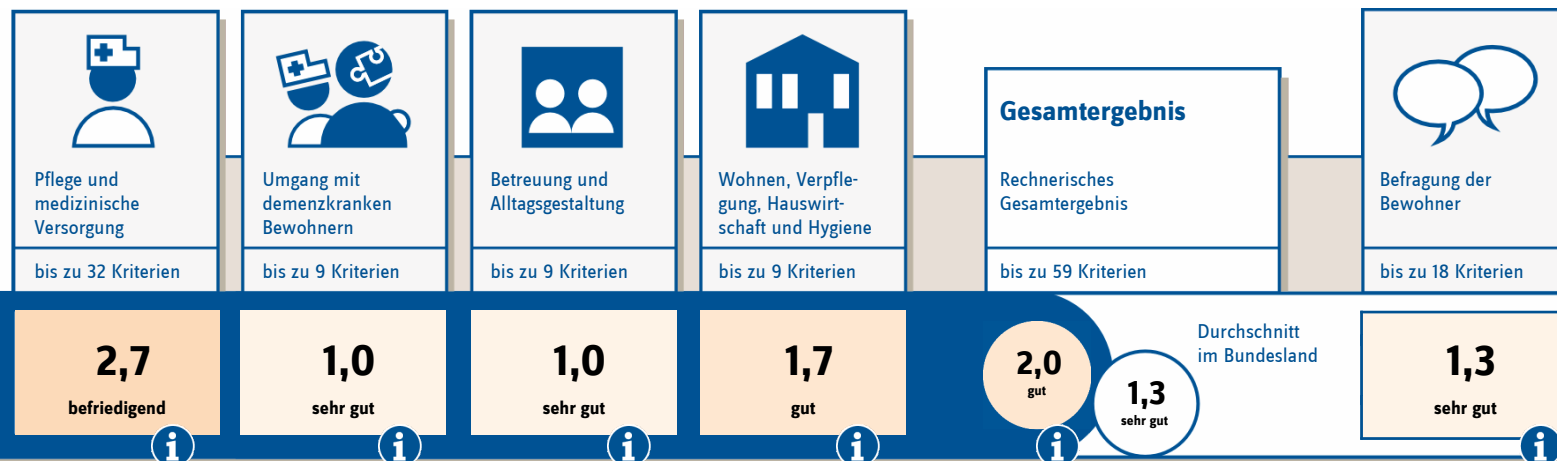 Pflege und
medizinische
Versorgung
bis zu 32 Kriterien
2,7
befriedigend
Umgang mit
demenzkranken
Bewohnern
bis zu 9 Kriterien
1,0
sehr gut
Betreuung und
Alltagsgestaltung
bis zu 9 Kriterien
1,0
sehr gut
Wohnen, Verpfle-
gung, Hauswirt-
schaft und Hygiene
bis zu 9 Kriterien
1,7
gut
Gesamtergebnis
Rechnerisches
Gesamtergebnis
bis zu 59 Kriterien
2,0
gut
1,3
sehr gut
Durchschnitt
im Bundesland
Befragung der
Bewohner
bis zu 18 Kriterien
1,3
sehr gut
i
i
i
i
i
i